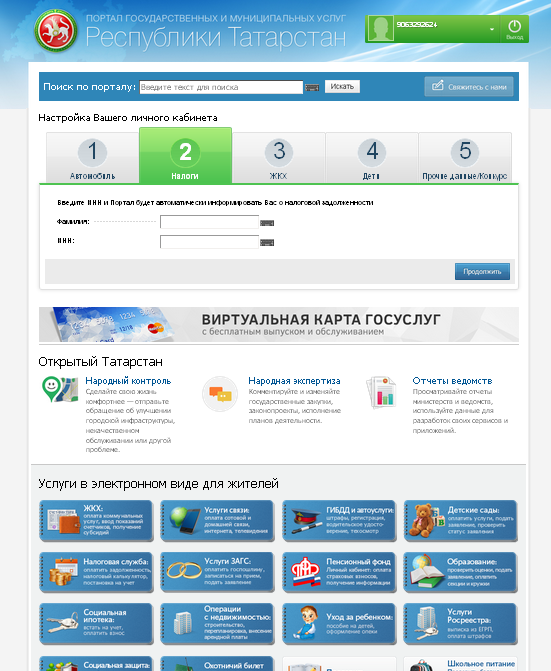 ПОРТАЛ ГОСУДАРСТВЕННЫХ И МУНИЦИПАЛЬНЫХ УСЛУГ
Республики Татарстан
Выход
Поиск по порталу:
Введите текст для поиска
Искать
Свяжитесь с нами
Настройка Вашего личного кабинета
1
Автомобиль
2
Налоги
3
ЖКХ
4
Дети
5
Прочие данные/Конкурс
Введите ИНН и Портал будет автоматически информировать Вас о налоговой задолженности
Фамилия:
ИНН:
Продолжить
ВИРТУАЛЬНАЯ КАРТА ГОСУСЛУГ
с бесплатным выпуском и обслуживанием
Открытый Татарстан
Народный контроль
Сделайте свою жизнь
комфортнее — отправьте
обращение об улучшении
городской инфраструктуры,
некачественном
обслуживании или другой
проблеме.
Народная экспертиза
Комментируйте и изменяйте
государственные закупки,
законопроекты, исполнение
планов деятельности.
Отчеты ведомств
Просматривайте отчеты
министерств и ведомств,
используйте данные для
разработок своих сервисов и
приложений.
Услуги в электронном виде для жителей
ЖКХ:
оплата коммунальных
услуг, ввод показаний
счетчиков, получение
субсидий
Услуги связи:
оплата сотовой и
домашней связи,
интернета, телевидения
ГИБДД и автоуслуги:
штрафы, регистрация,
водительское удосто-
верение, техосмотр
Детские сады:
оплатить услуги, подать
заявление, проверить
статус заявления
Налоговая служба:
оплатить задолженность,
налоговый калькулятор,
постановка на учет
Услуги ЗАГС:
оплатить госпошлину,
записаться на прием,
подать заявление
Пенсионный фонд
Личный кабинет: оплата
страховых взносов,
получение информации
Образование:
проверить оценки, подать
заявление, оплатить
секции и кружки
Социальная
ипотека:
встать на учет,
оплатить взнос
Операции
с недвижимостью:
строительство,
перепланировка, внесение
арендной платы
Уход за ребенком:
пособие на детей,
оформление опеки
Услуги
Росреестра:
выписка из ЕГРП,
оплата штрафов
Социальная защита:
Охотничий билет
Школьное питание